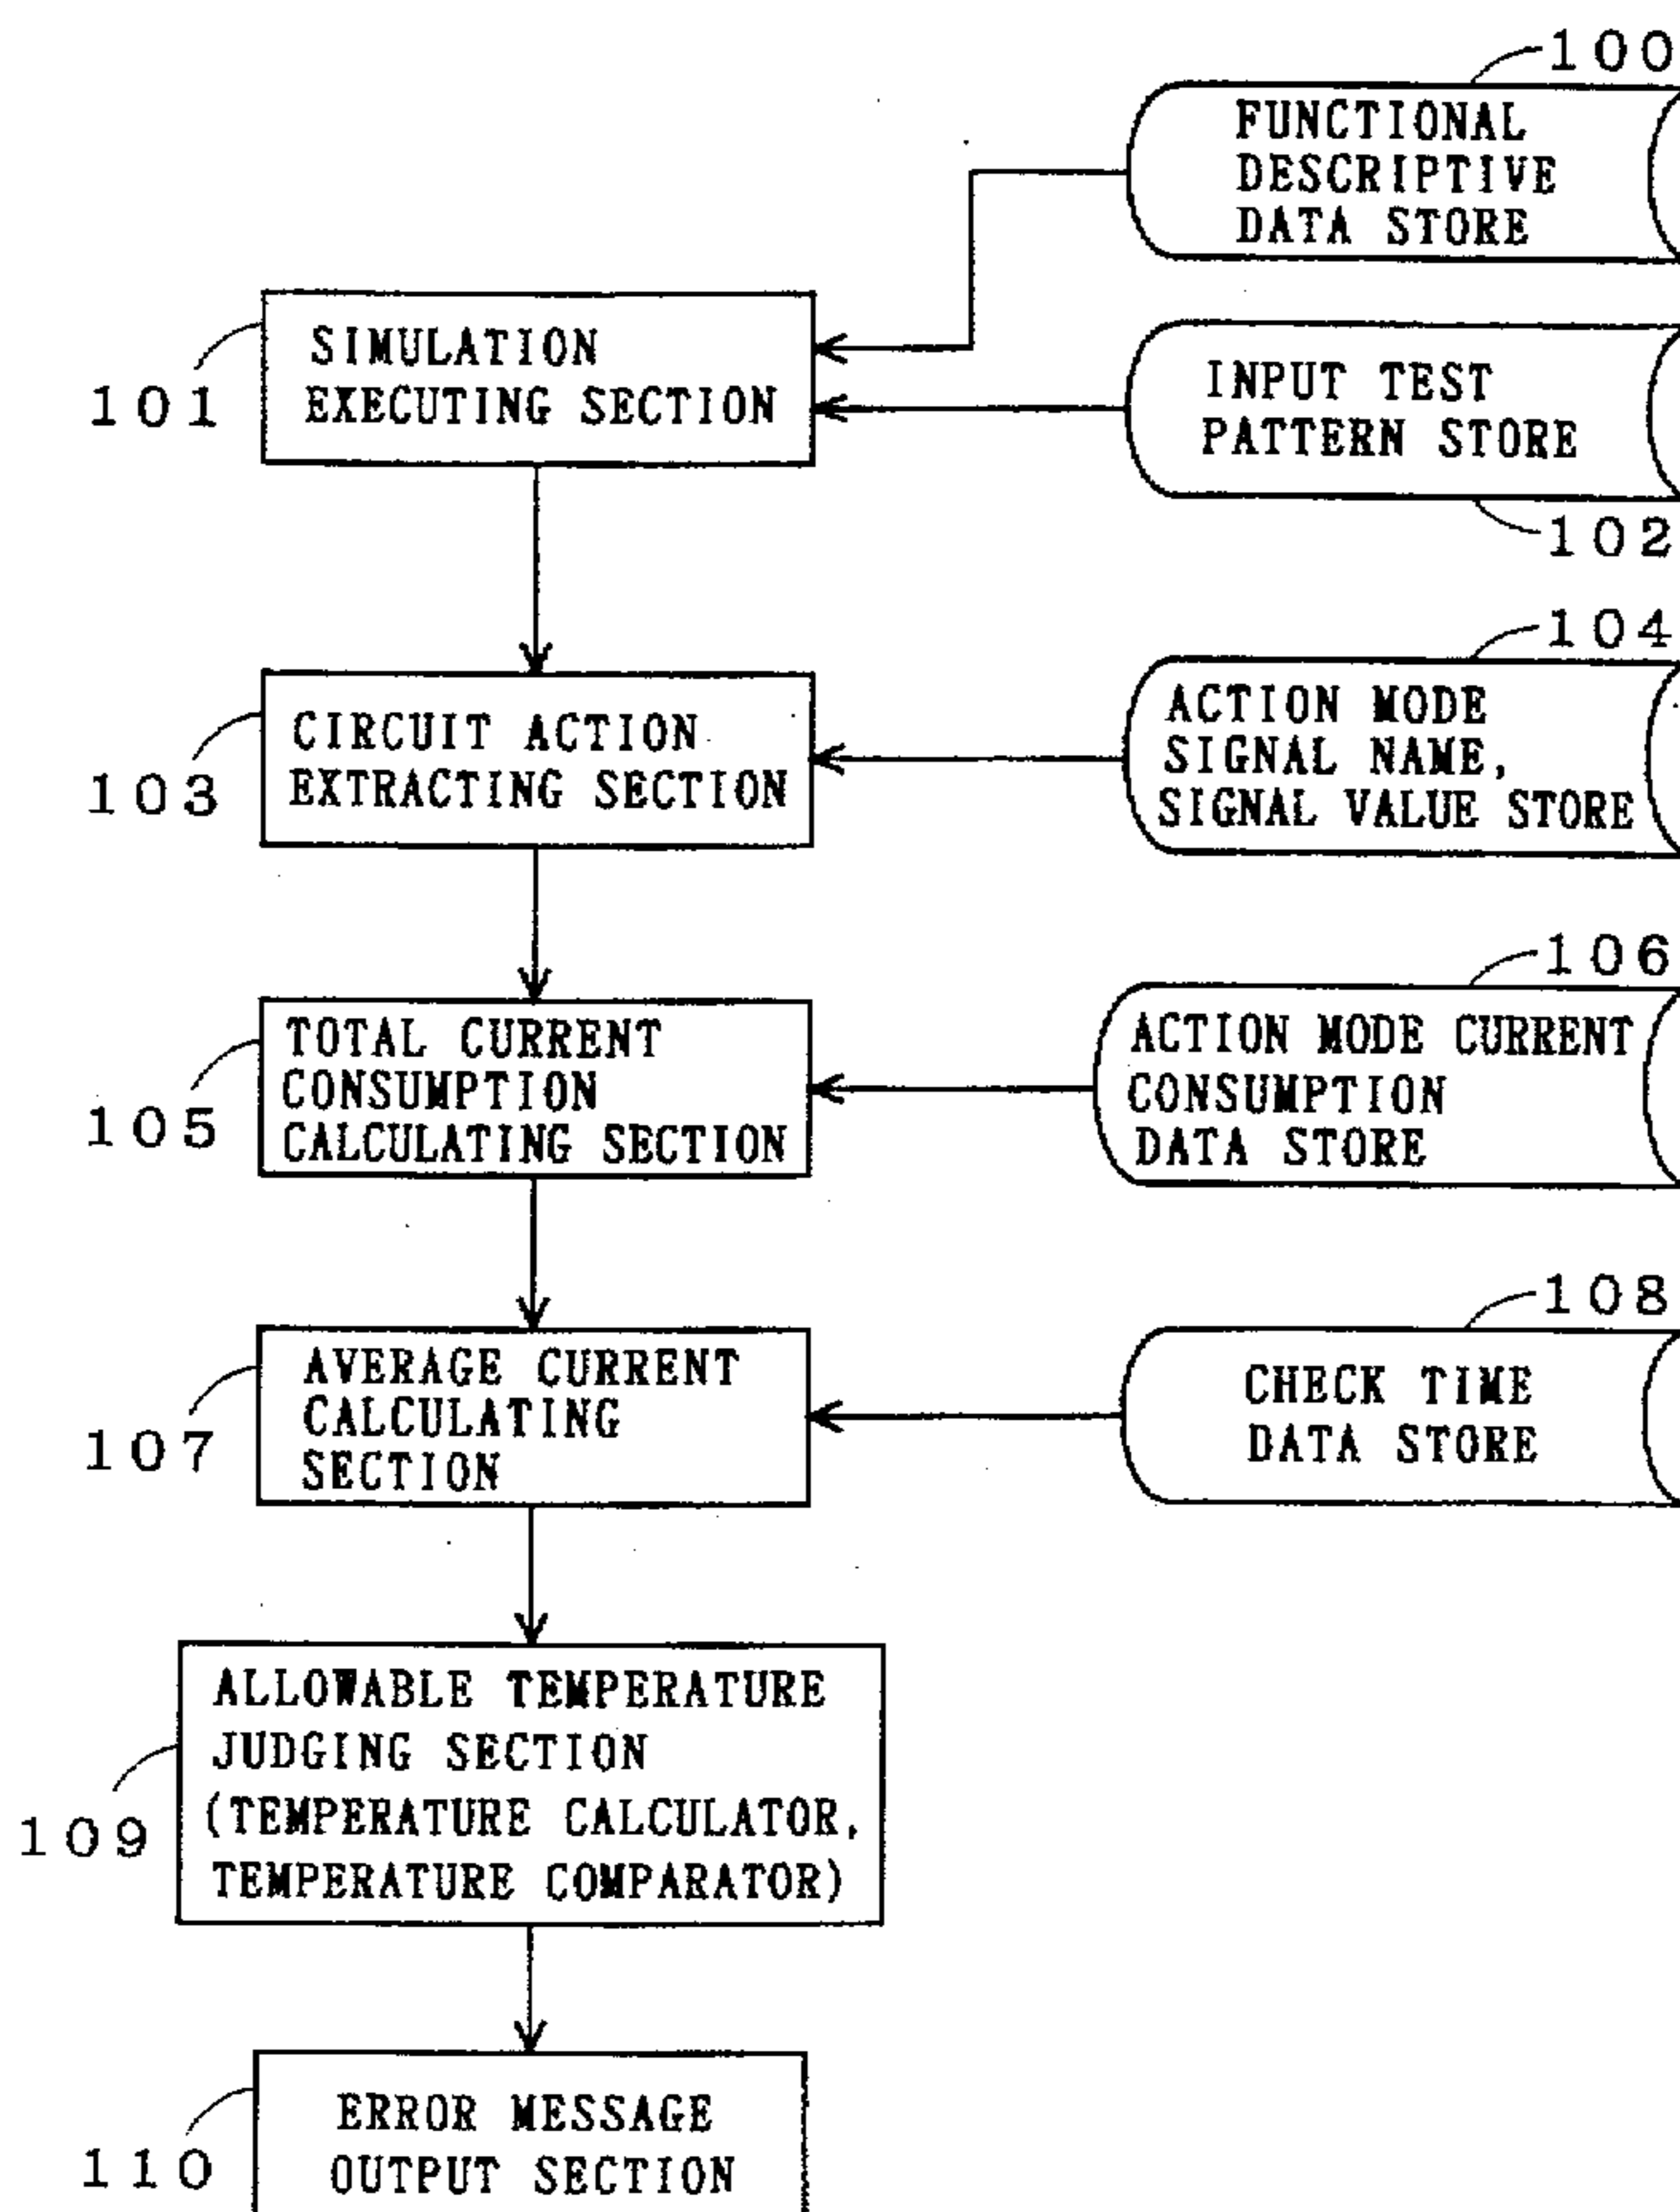 100
FUNCTIONAL
DESCRIPTIVE
DATA STORE
SIMULATION
EXECUTING SECTION
101
INPUT TEST
PATTERN STORE
102
104
CIRCUIT ACTION
EXTRACTING SECTION
103
ACTION MODE
SIGNAL NAME,
SIGNAL VALUE STORE
106
TOTAL CURRENT
CONSUMPTION
CALCULATING SECTION
105
ACTION MODE CURRENT
CONSUMPTION
DATA STORE
108
AVERAGE CURRENT
CALCULATING
SECTION
107
CHECK TIME
DATA STORE
ALLOWABLE TEMPERATURE
JUDGING SECTION
(TEMPERATURE CALCULATOR,
TEMPERATURE COMPARATOR)
109
ERROR MESSAGE
OUTPUT SECTION
110